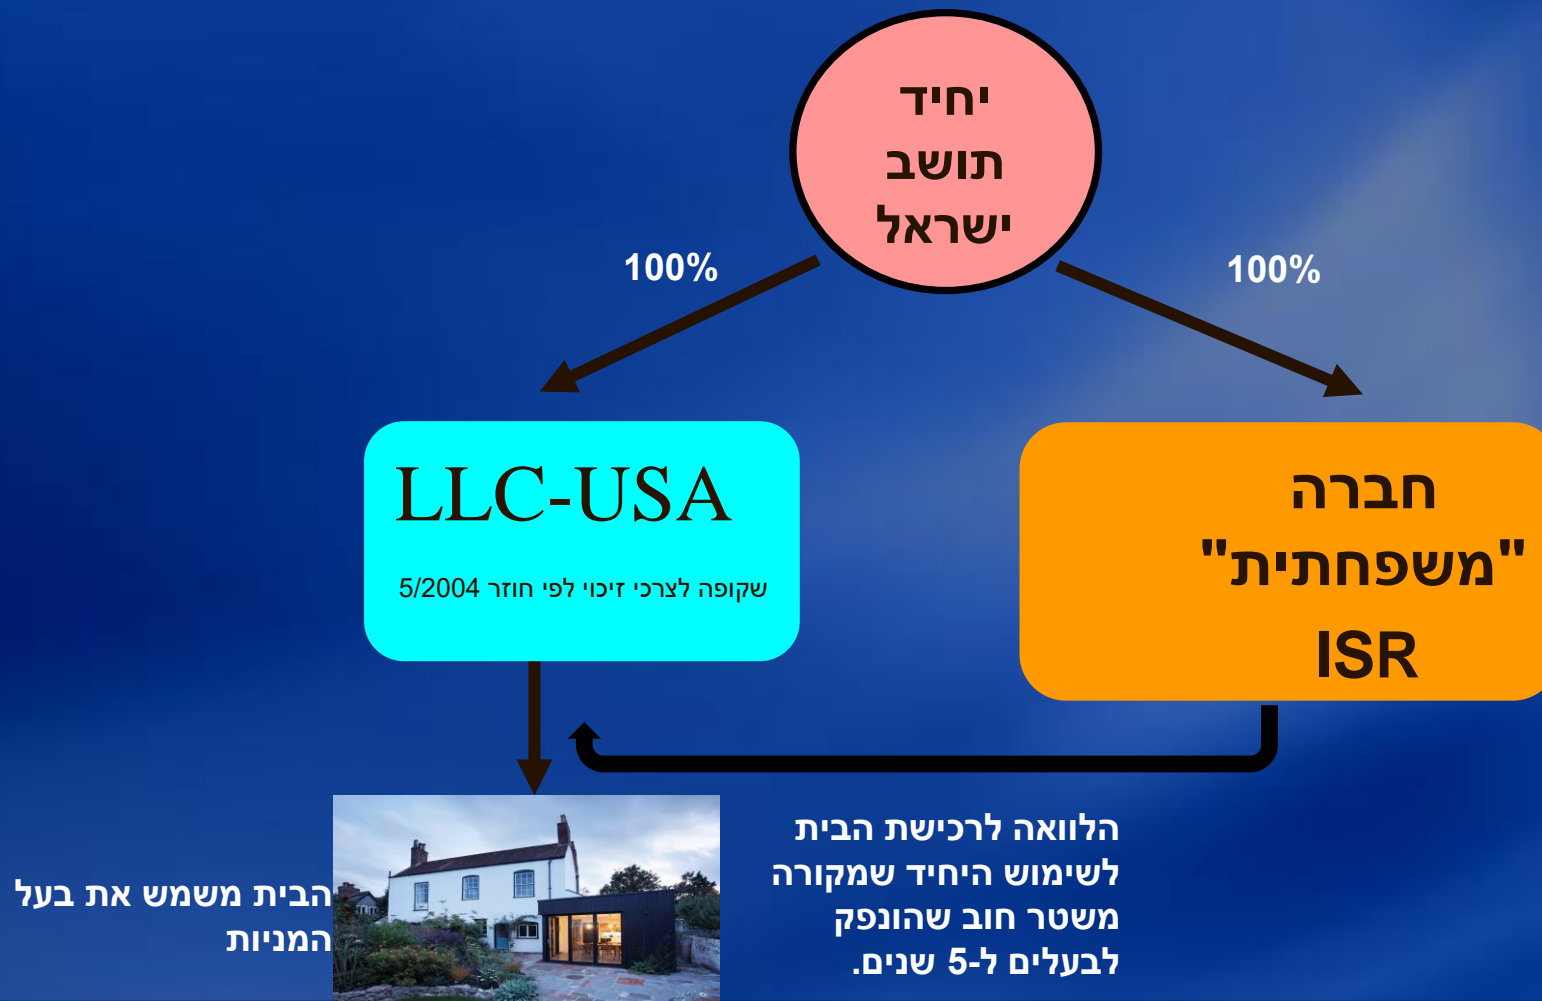 יחיד
תושב
ישראל
100%
100%
LLC-USA
שקופה לצרכי זיכוי לפי חוזר 5/2004
חברה
"משפחתית"
ISR
הלוואה לרכישת הבית
לשימוש היחיד שמקורה
משטר חוב שהונפק
לבעלים ל-5 שנים.
הבית משמש את בעל
המניות